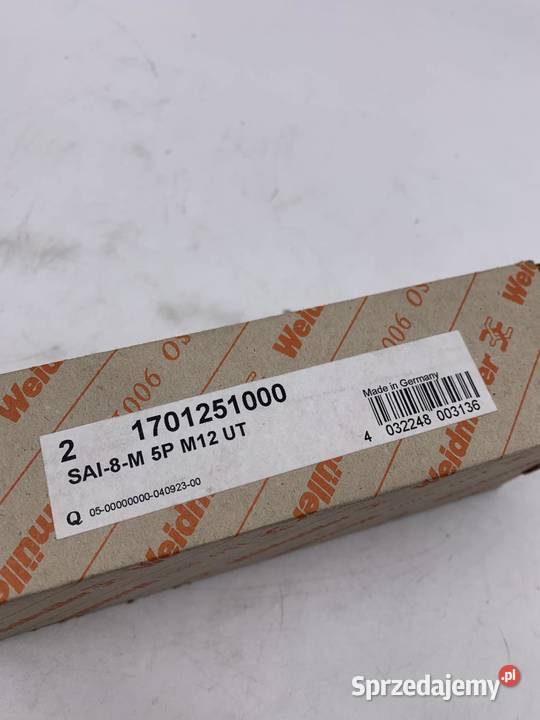 Weidmüller
2 1701251000
SAI-8-M 5P M12 UT
Q 05-00000000-040923-00
Made in Germany
4 032248 003136
Sprzedajemy.pl